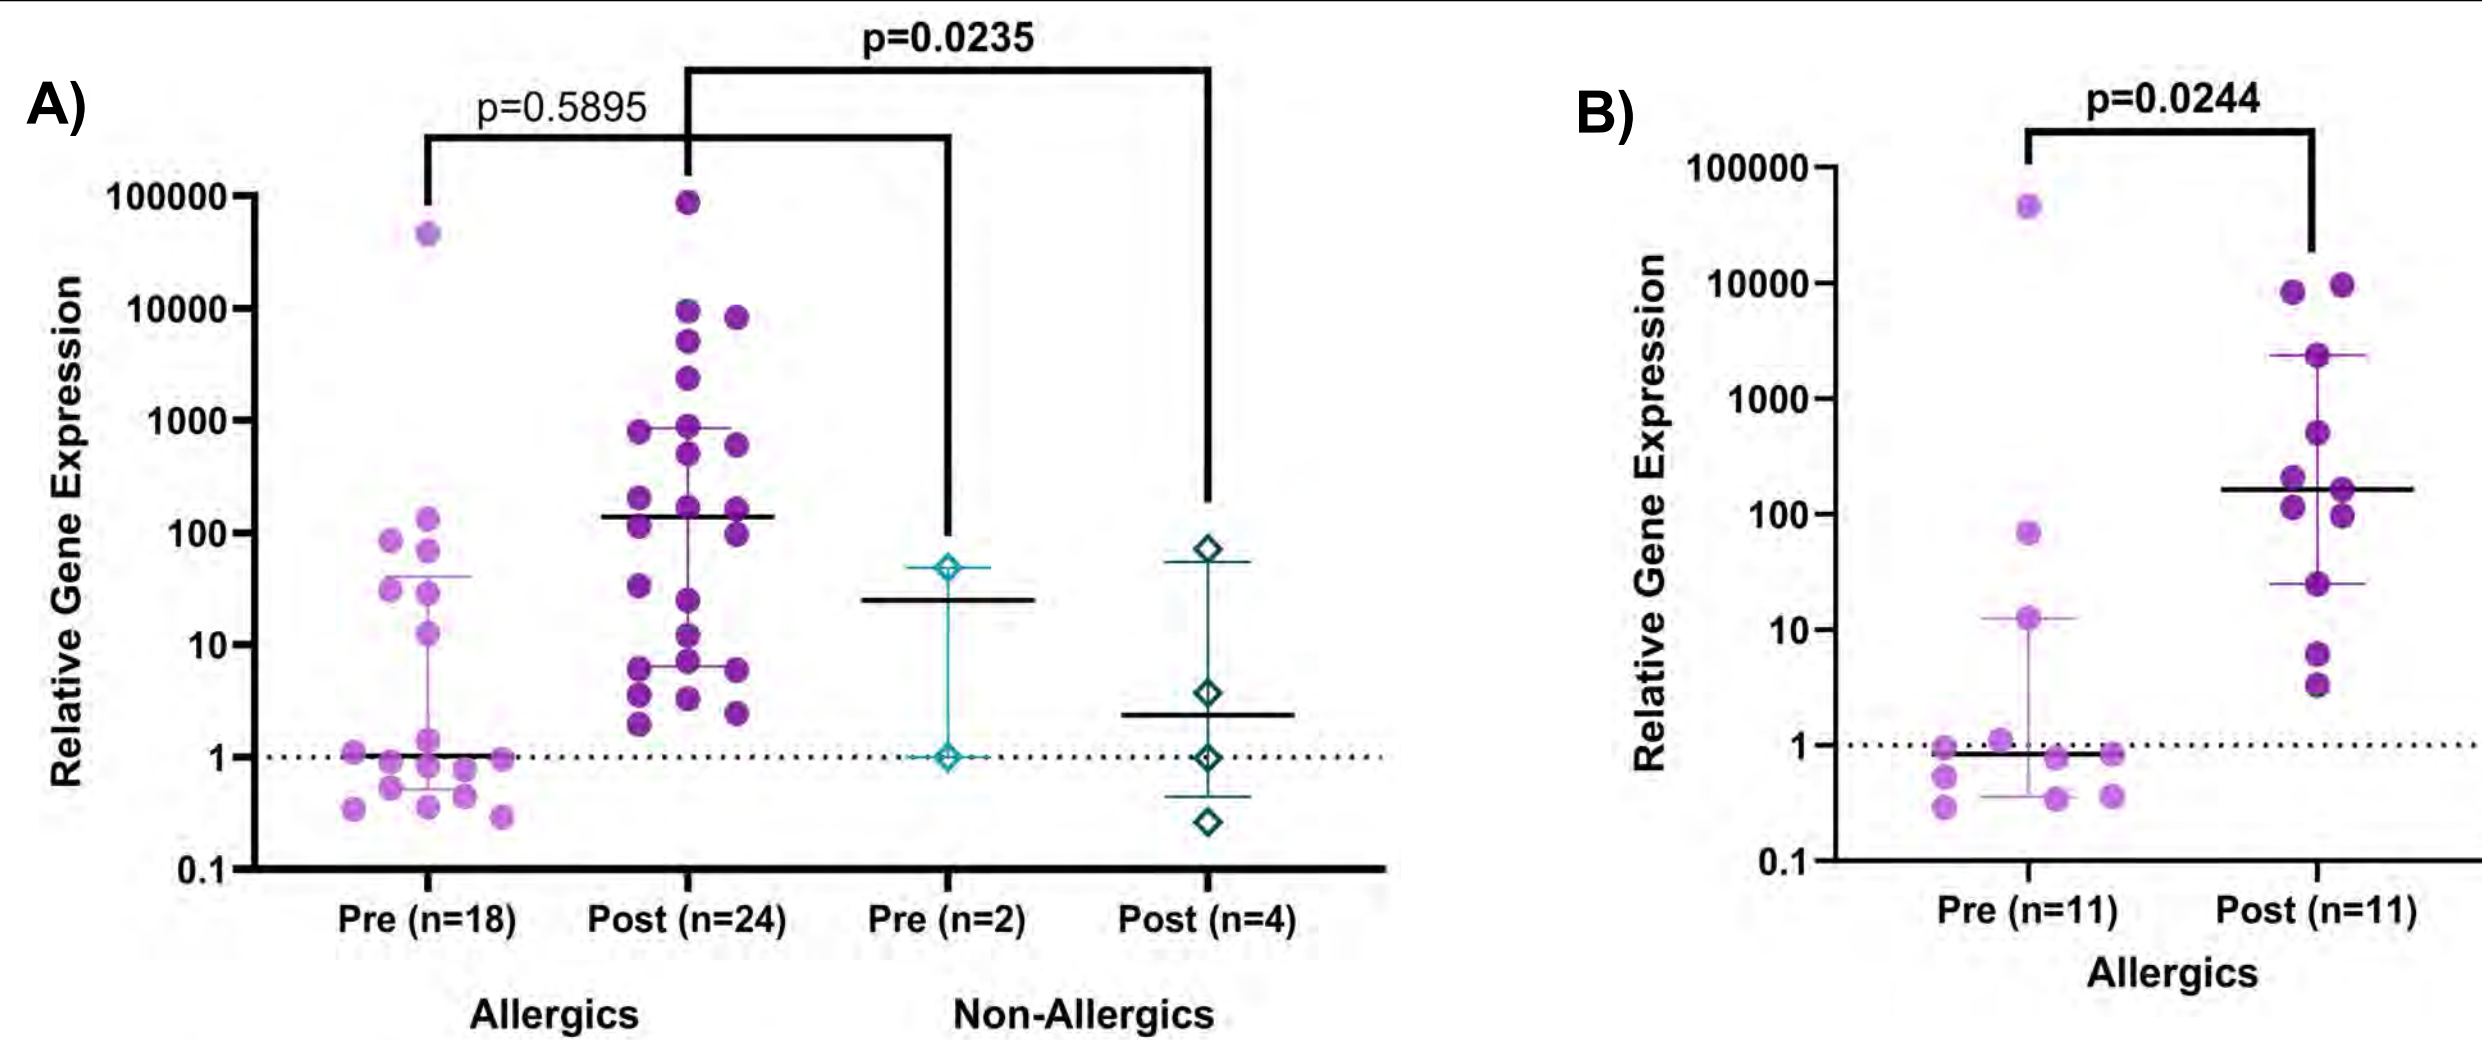 A)
p=0.0235
p=0.5895
Relative Gene Expression
100000
10000
1000
100
10
1
0.1
Pre (n=18)
Post (n=24)
Pre (n=2)
Post (n=4)
Allergics
Non-Allergics
B)
p=0.0244
Relative Gene Expression
100000
10000
1000
100
10
1
0.1
Pre (n=11)
Post (n=11)
Allergics